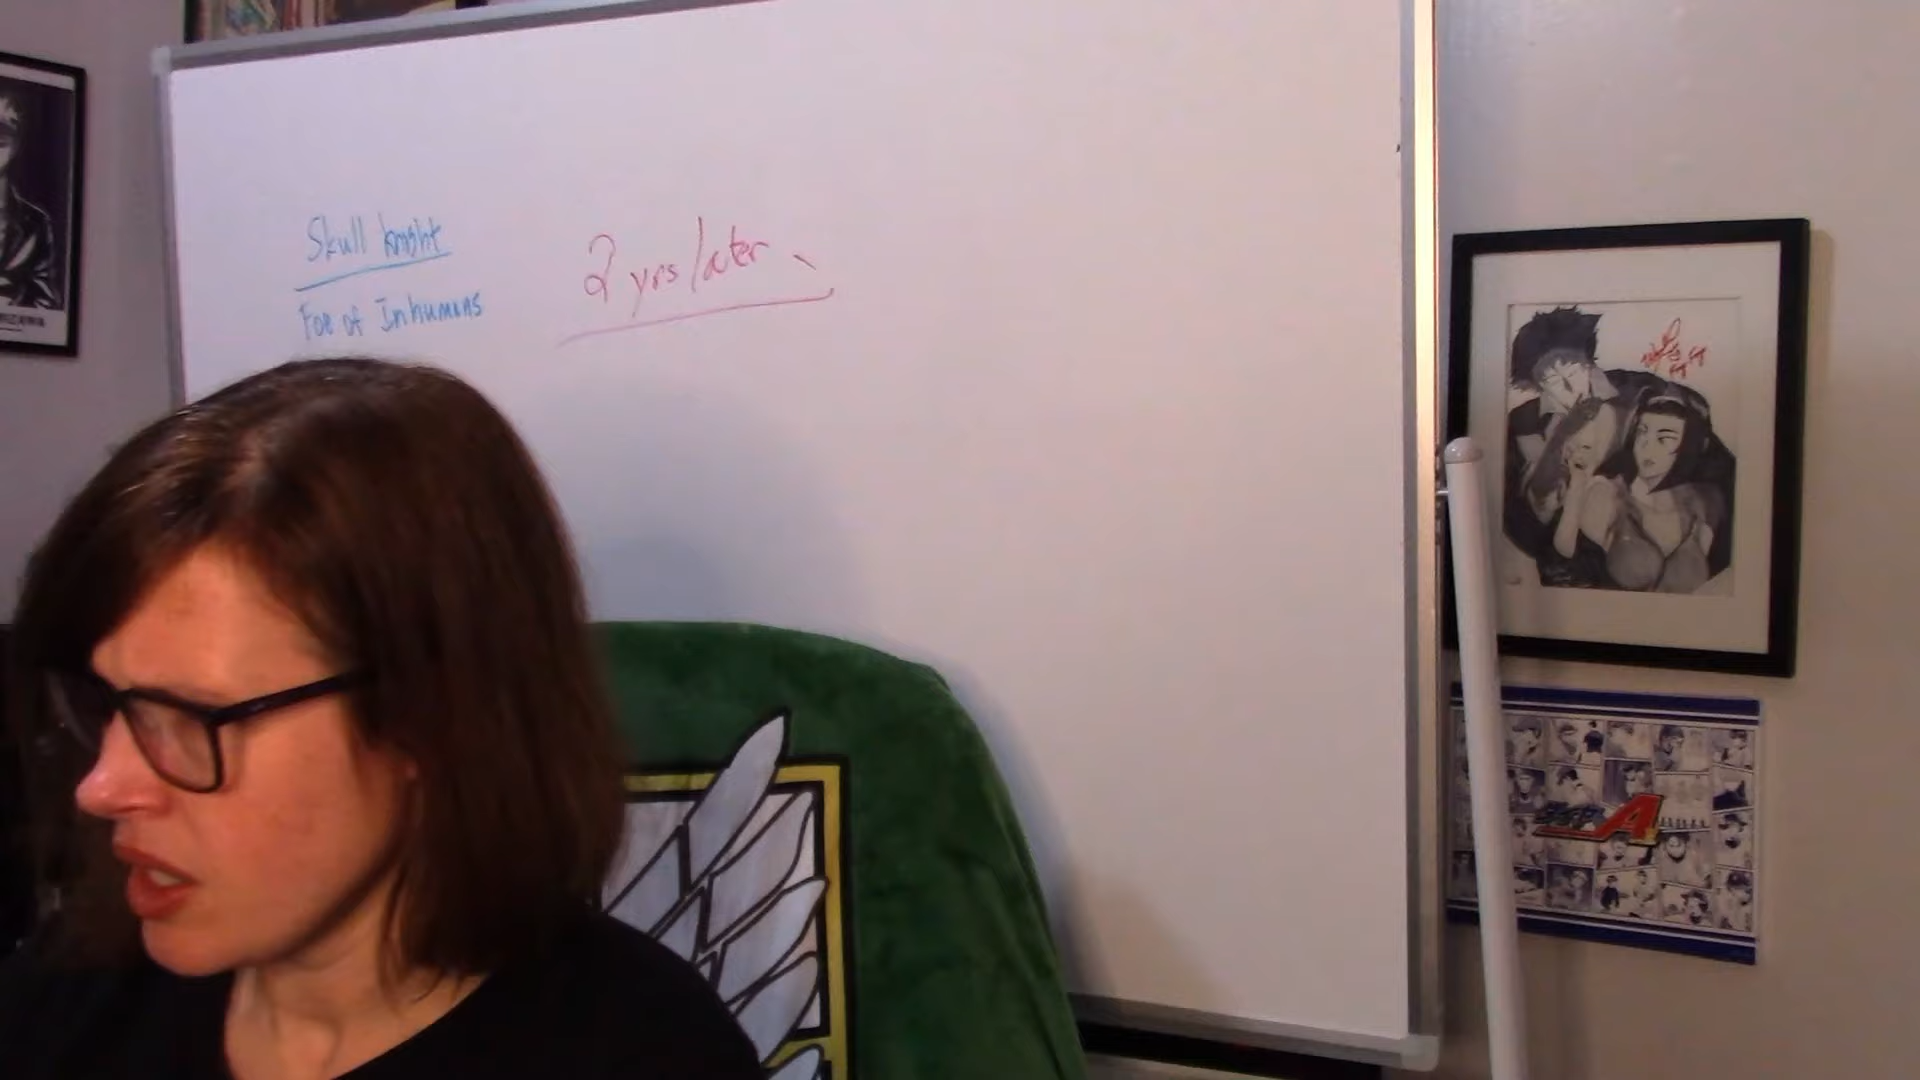 Skull knight
Foe of Inhumans
2 yrs later